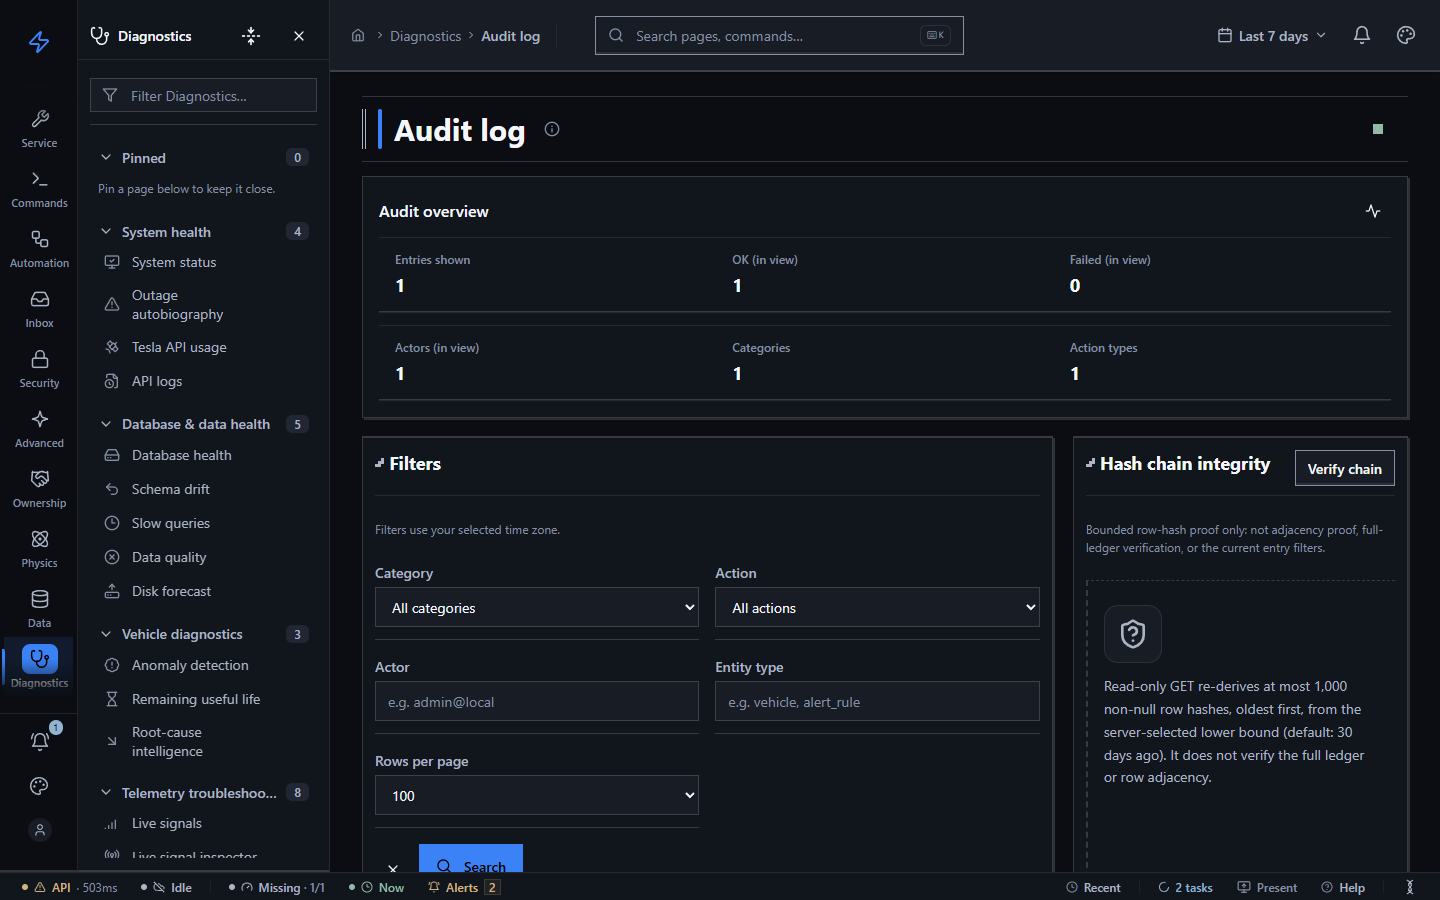 Service
Commands
Automation
Inbox
Security
Advanced
Ownership
Physics
Data
Diagnostics
1
Diagnostics
Filter Diagnostics...
Pinned 0
Pin a page below to keep it close.
System health 4
System status
Outage
autobiography
Tesla API usage
API logs
Database & data health 5
Database health
Schema drift
Slow queries
Data quality
Disk forecast
Vehicle diagnostics 3
Anomaly detection
Remaining useful life
Root-cause
intelligence
Telemetry troubleshoo... 8
Live signals
Live signal inspector
Diagnostics Audit log
Search pages, commands...
K
Last 7 days
Audit log
Audit overview
Entries shown
1
OK (in view)
1
Failed (in view)
0
Actors (in view)
1
Categories
1
Action types
1
Filters
Filters use your selected time zone.
Category
All categories
Action
All actions
Actor
e.g. admin@local
Entity type
e.g. vehicle, alert_rule
Rows per page
100
Search
Hash chain integrity
Verify chain
Bounded row-hash proof only: not adjacency proof, full-
ledger verification, or the current entry filters.
Read-only GET re-derives at most 1,000
non-null row hashes, oldest first, from the
server-selected lower bound (default: 30
days ago). It does not verify the full ledger
or row adjacency.
API · 503ms
Idle
Missing · 1/1
Now
Alerts 2
Recent
2 tasks
Present
Help